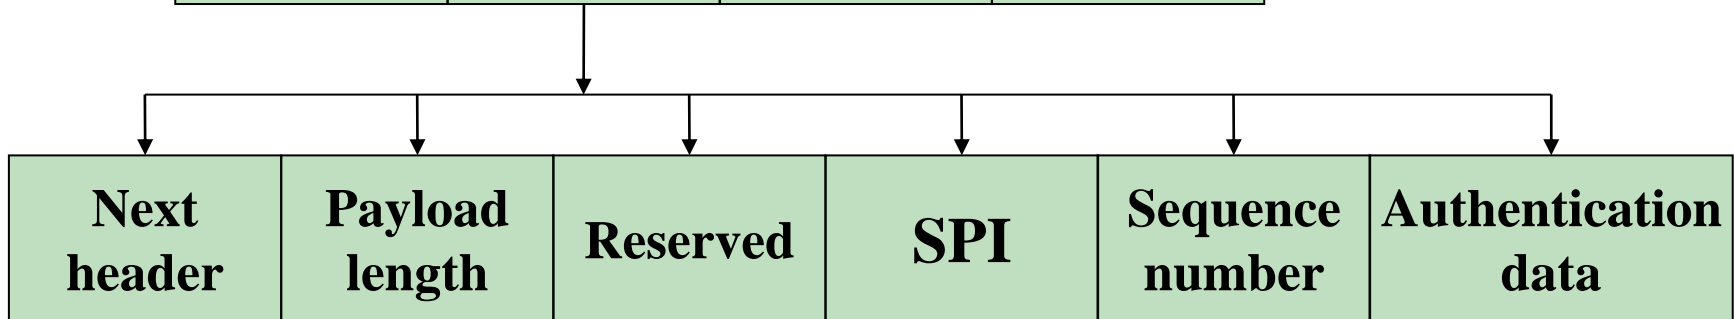 Next
header
Payload
length
Reserved
SPI
Sequence
number
Authentication
data